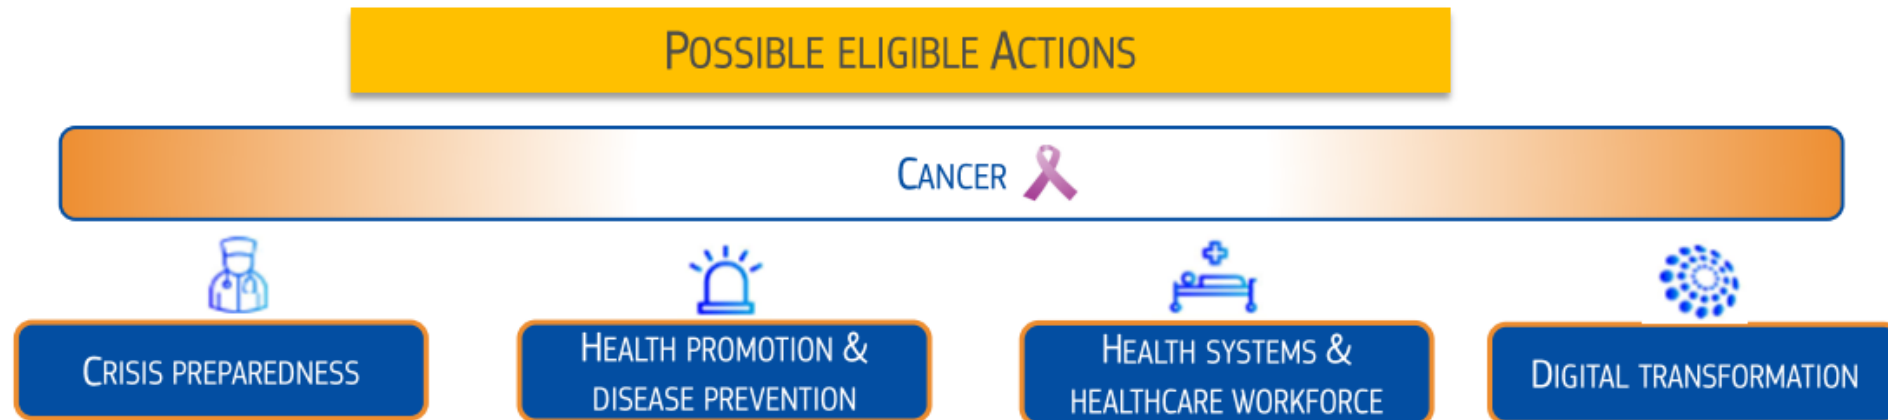 Possible eligible Actions
Cancer
Crisis preparedness
Health promotion &
disease prevention
Health systems &
healthcare workforce
Digital transformation